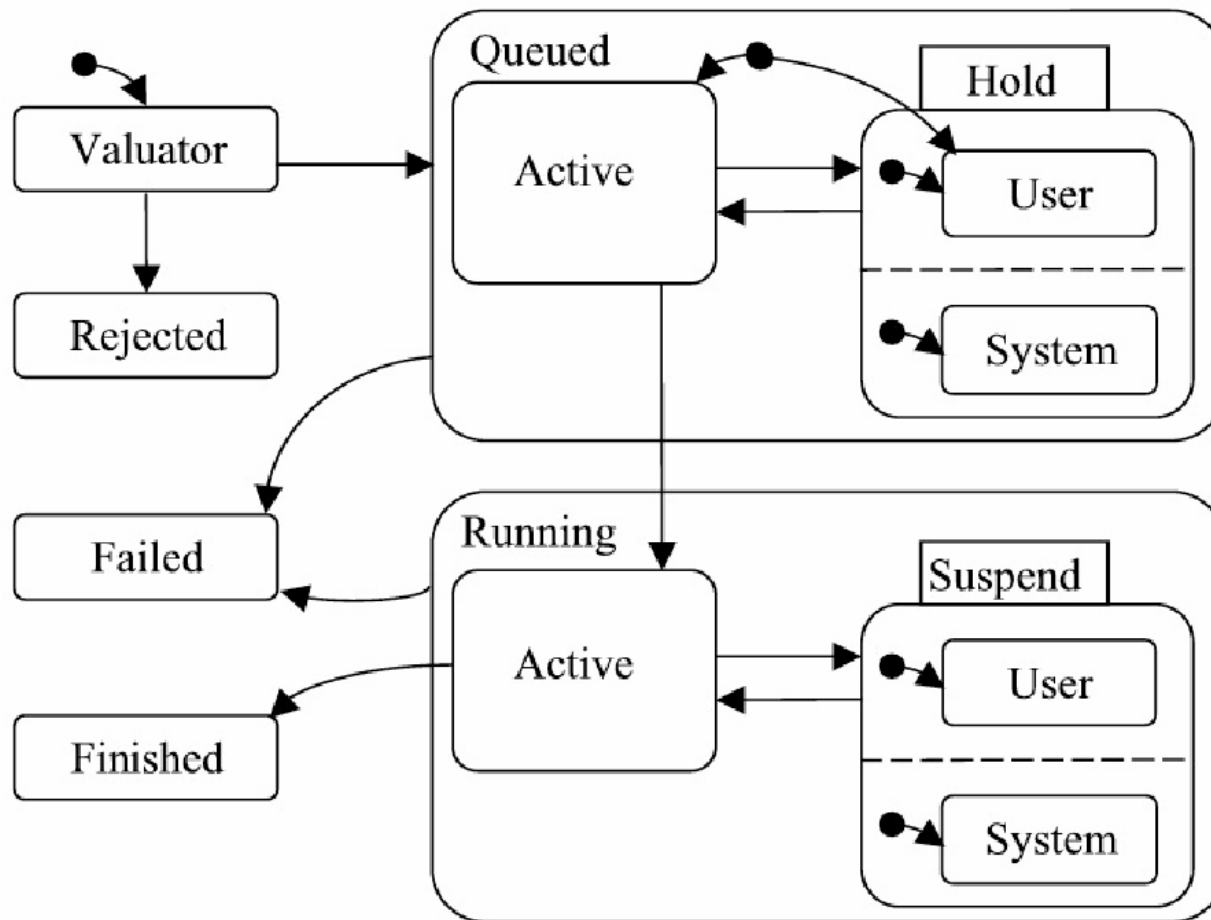 Queued
Hold
Valuator
Active
User
Rejected
System
Running
Failed
Suspend
Active
User
Finished
System